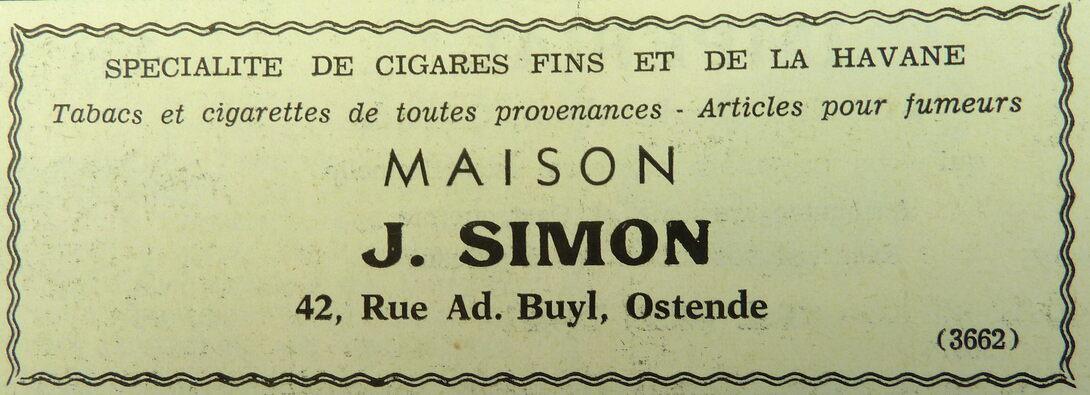 SPECIALITE DE CIGARES FINS ET DE LA HAVANE
Tabacs et cigarettes de toutes provenances - Articles pour fumeurs
MAISON
J. SIMON
42, Rue Ad. Buyl, Ostende
(3662)